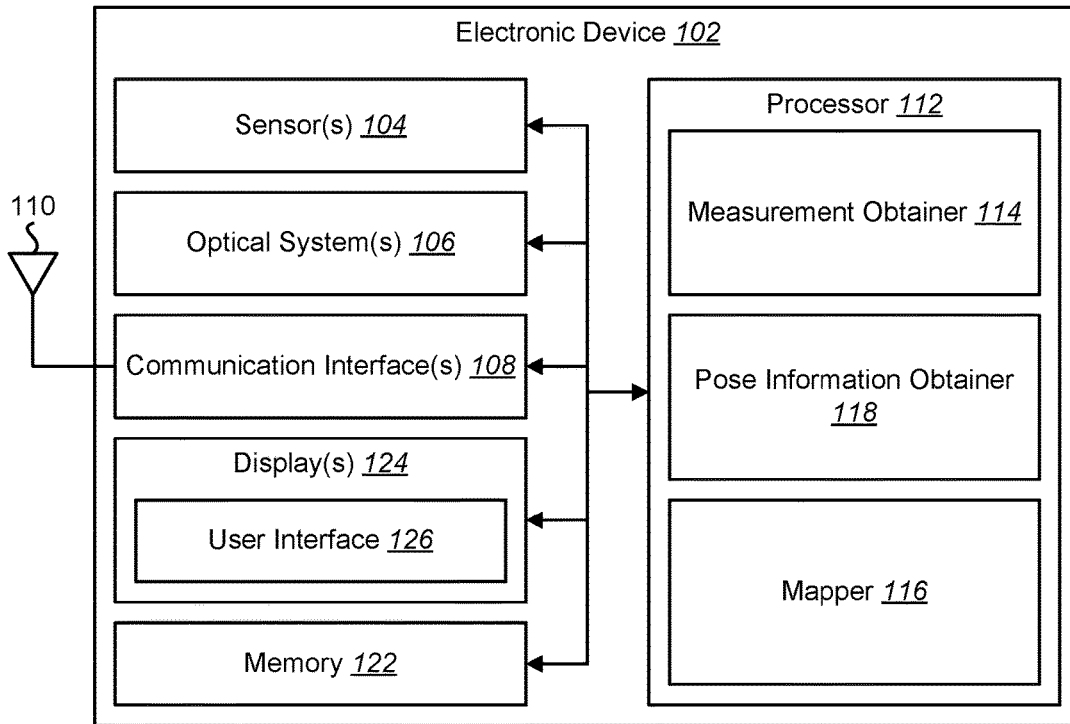 Electronic Device 102
Sensor(s) 104
Optical System(s) 106
110
Communication Interface(s) 108
Display(s) 124
User Interface 126
Memory 122
Processor 112
Measurement Obtainer 114
Pose Information Obtainer
118
Mapper 116